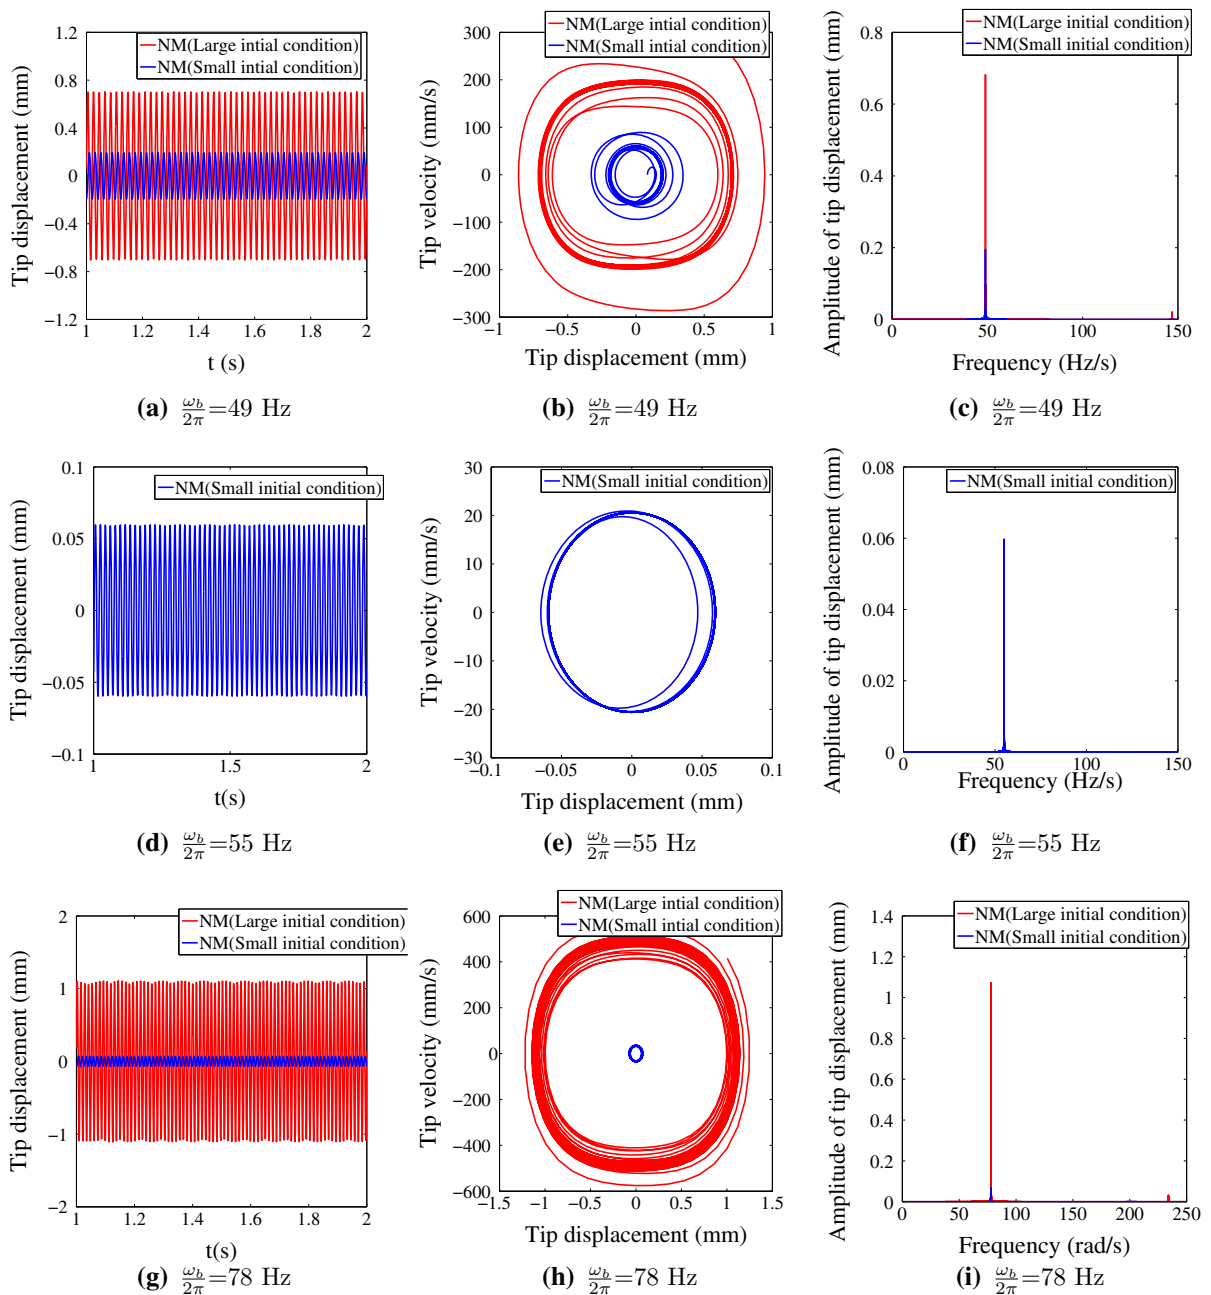 NM(Large intial condition)
NM(Small intial condition)
1.2
0.8
0.4
0
−0.4
−0.8
−1.2
1
1.2
1.4
1.6
1.8
2
Tip displacement (mm)
t (s)
(a) ω_b/2π=49 Hz
NM(Large intial condition)
NM(Small intial condition)
300
200
100
0
−100
−200
−300
−1
−0.5
0
0.5
1
Tip velocity (mm/s)
Tip displacement (mm)
(b) ω_b/2π=49 Hz
NM(Large initial condition)
NM(Small initial condition)
0.8
0.6
0.4
0.2
0
0
50
100
150
Amplitude of tip displacement (mm)
Frequency (Hz/s)
(c) ω_b/2π=49 Hz
NM(Small initial condition)
0.1
0.05
0
−0.05
−0.1
1
1.5
2
Tip displacement (mm)
t(s)
(d) ω_b/2π=55 Hz
NM(Small initial condition)
30
20
10
0
−10
−20
−30
−0.1
−0.05
0
0.05
0.1
Tip velocity (mm/s)
Tip displacement (mm)
(e) ω_b/2π=55 Hz
NM(Small initial condition)
0.08
0.06
0.04
0.02
0
0
50
100
150
Amplitude of tip displacement (mm)
Frequency (Hz/s)
(f) ω_b/2π=55 Hz
NM(Large initial condition)
NM(Small initial condition)
2
1
0
−1
−2
1
1.2
1.4
1.6
1.8
2
Tip displacement (mm)
t(s)
(g) ω_b/2π=78 Hz
NM(Large initial condition)
NM(Small initial condition)
600
400
200
0
−200
−400
−600
−1.5
−1
−0.5
0
0.5
1
1.5
Tip velocity (mm/s)
Tip displacement (mm)
(h) ω_b/2π=78 Hz
NM(Large initial condition)
NM(Small initial condition)
1.4
1.2
1
0.8
0.6
0.4
0.2
0
0
50
100
150
200
250
Amplitude of tip displacement (mm)
Frequency (rad/s)
(i) ω_b/2π=78 Hz